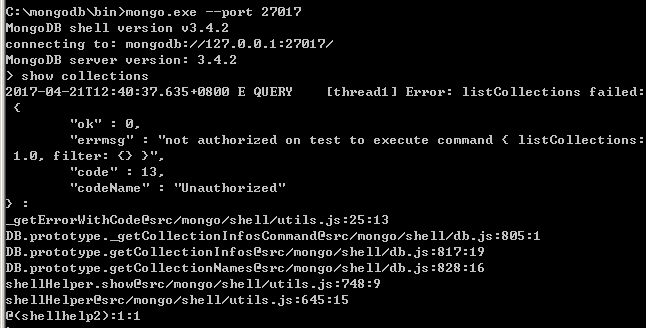 C:\mongodb\bin>mongo.exe --port 27017
MongoDB shell version v3.4.2
connecting to: mongodb://127.0.0.1:27017/
MongoDB server version: 3.4.2
> show collections
2017-04-21T12:40:37.635+0800 E QUERY    [thread1] Error: listCollections failed:
 {
        "ok" : 0,
        "errmsg" : "not authorized on test to execute command { listCollections:
 1.0, filter: {} }",
        "code" : 13,
        "codeName" : "Unauthorized"
} :
_getErrorWithCode@src/mongo/shell/utils.js:25:13
DB.prototype._getCollectionInfosCommand@src/mongo/shell/db.js:805:1
DB.prototype.getCollectionInfos@src/mongo/shell/db.js:817:19
DB.prototype.getCollectionNames@src/mongo/shell/db.js:828:16
shellHelper.show@src/mongo/shell/utils.js:748:9
shellHelper@src/mongo/shell/utils.js:645:15
@(shellhelp2):1:1